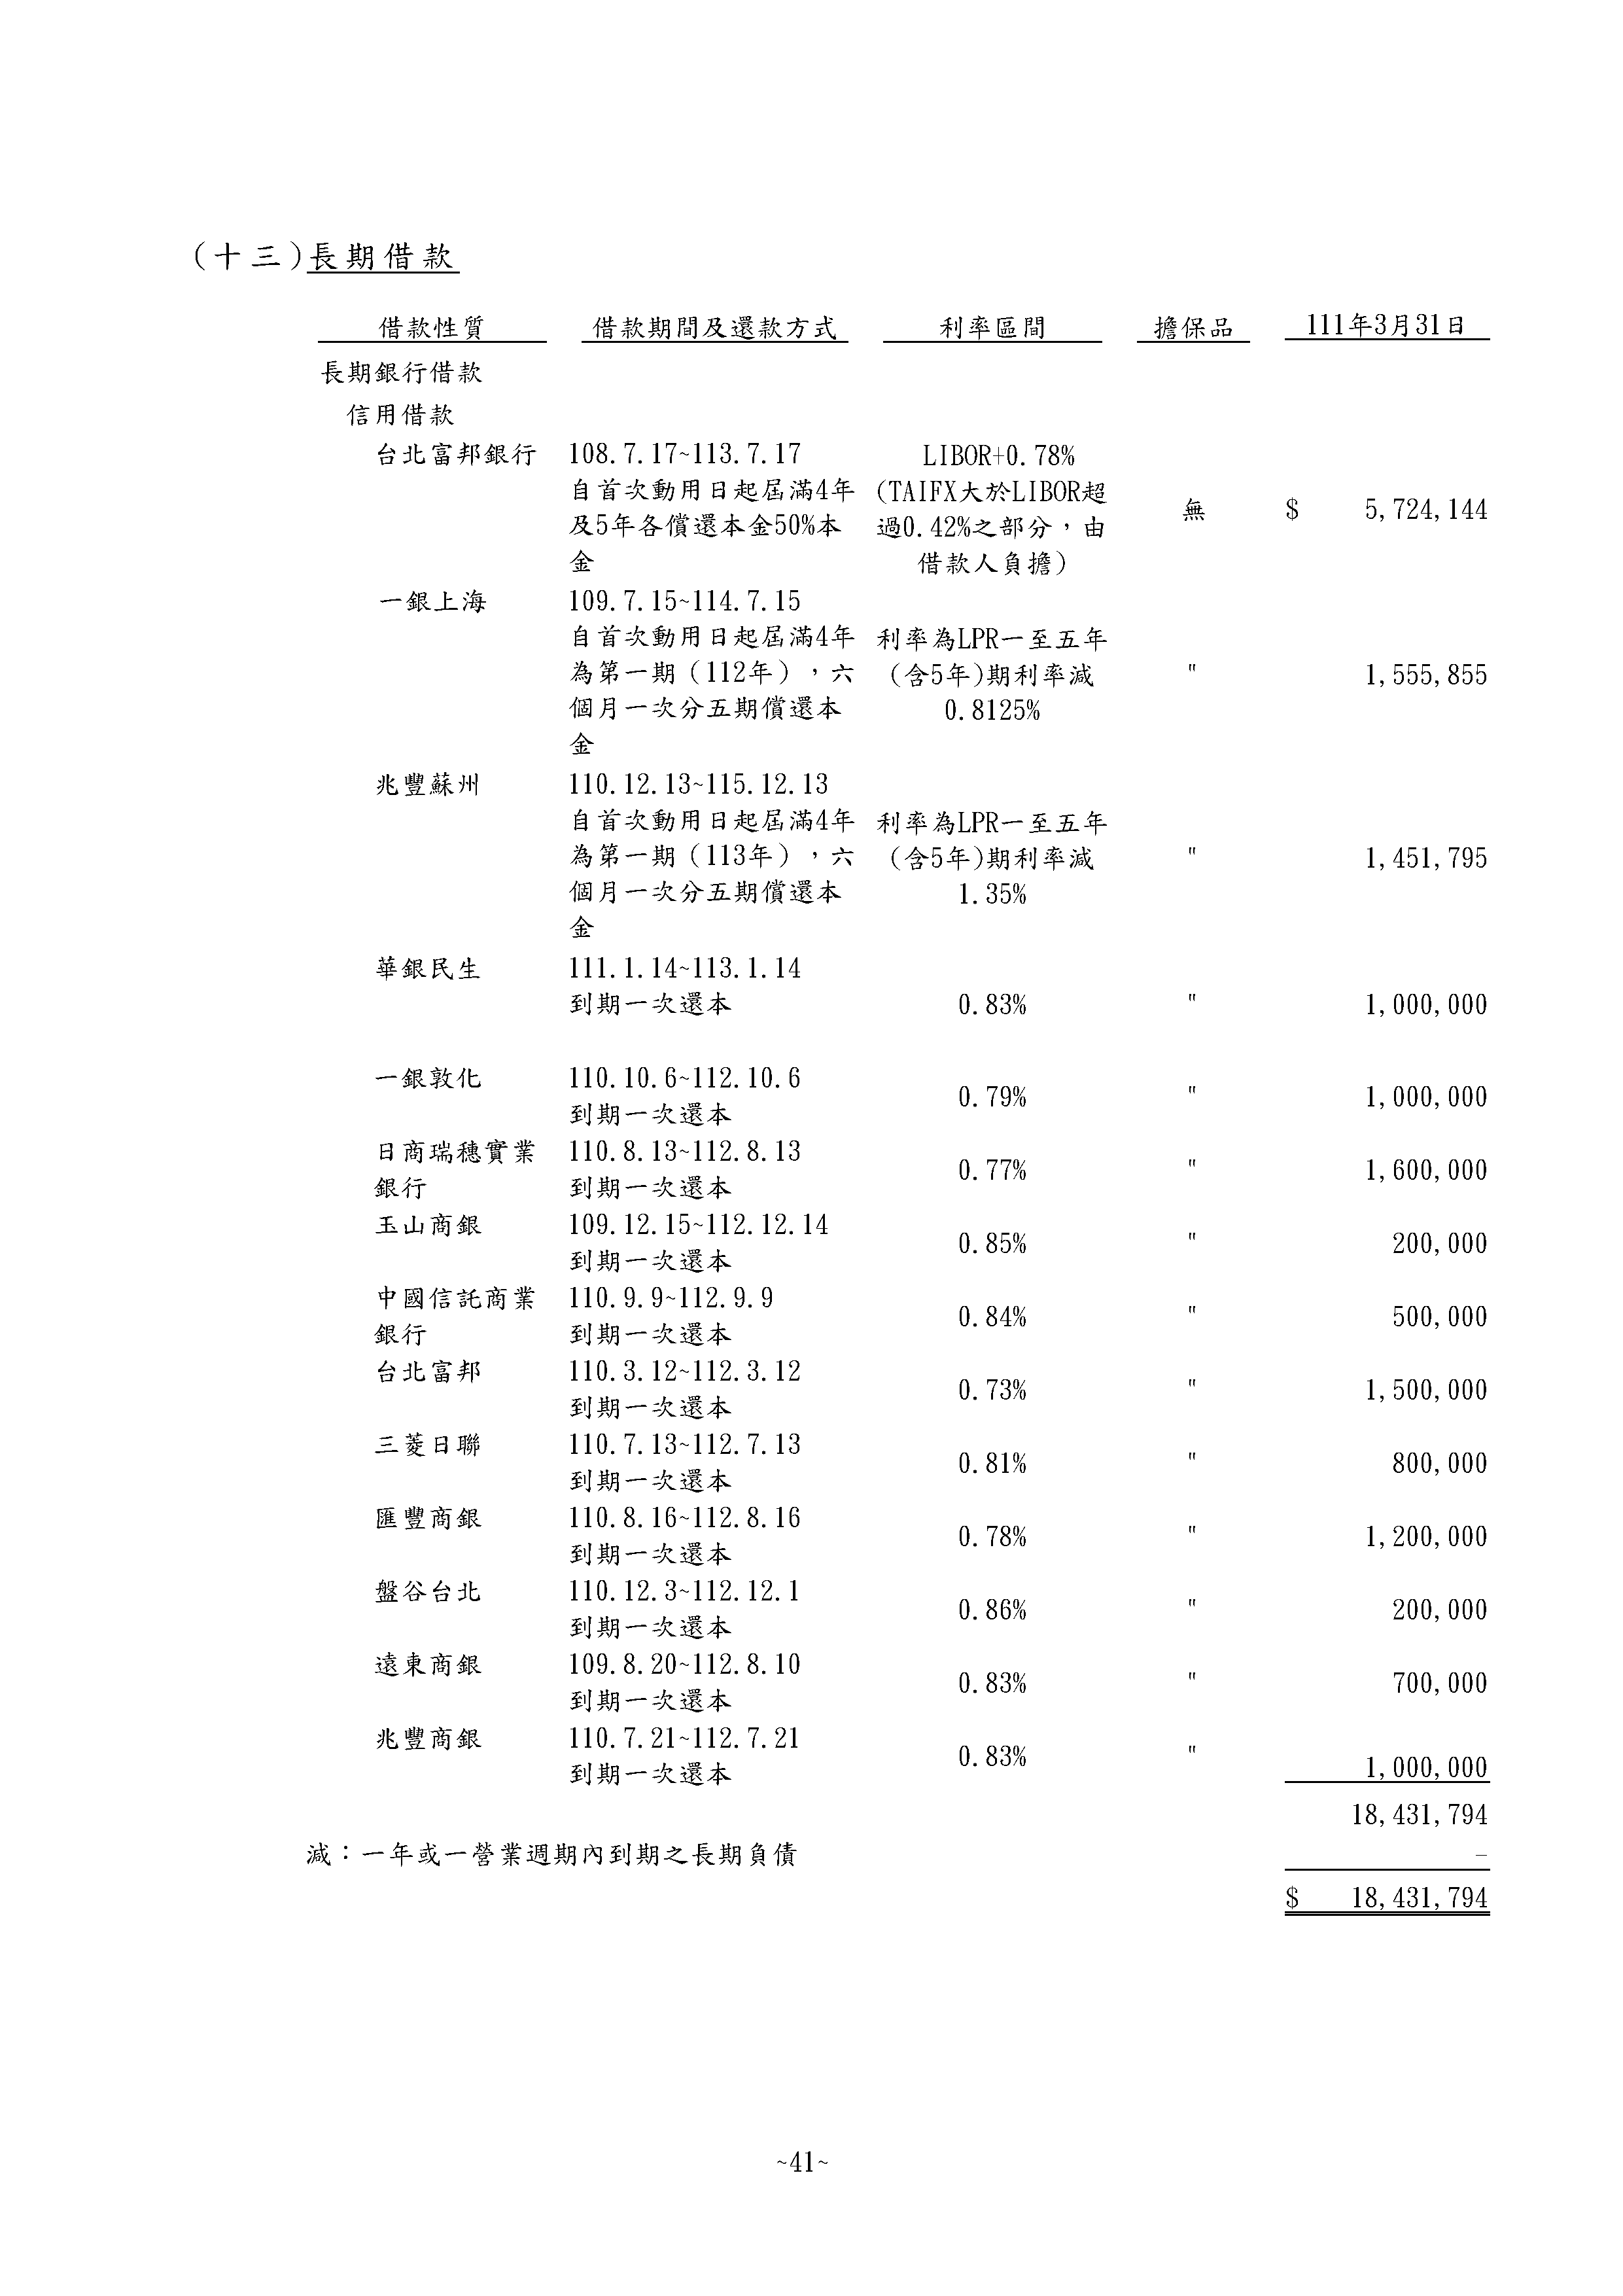 (十三)長期借款
借款性質 借款期間及還款方式 利率區間 擔保品 111年3月31日
長期銀行借款
信用借款
台北富邦銀行 108.7.17~113.7.17 LIBOR+0.78%
自首次動用日起屆滿4年 (TAIFX大於LIBOR超
無 $ 5,724,144
及5年各償還本金50%本 過0.42%之部分，由
金 借款人負擔)
一銀上海 109.7.15~114.7.15
自首次動用日起屆滿4年 利率為LPR一至五年
為第一期（112年），六 (含5年)期利率減 " 1,555,855
個月一次分五期償還本 0.8125%
金
兆豐蘇州 110.12.13~115.12.13
自首次動用日起屆滿4年 利率為LPR一至五年
為第一期（113年），六 (含5年)期利率減 " 1,451,795
個月一次分五期償還本 1.35%
金
華銀民生 111.1.14~113.1.14
到期一次還本 0.83% " 1,000,000
一銀敦化 110.10.6~112.10.6
0.79% " 1,000,000
到期一次還本
日商瑞穗實業 110.8.13~112.8.13
0.77% " 1,600,000
銀行 到期一次還本
玉山商銀 109.12.15~112.12.14
0.85% " 200,000
到期一次還本
中國信託商業 110.9.9~112.9.9
0.84% " 500,000
銀行 到期一次還本
台北富邦 110.3.12~112.3.12
0.73% " 1,500,000
到期一次還本
三菱日聯 110.7.13~112.7.13
0.81% " 800,000
到期一次還本
匯豐商銀 110.8.16~112.8.16
0.78% " 1,200,000
到期一次還本
盤谷台北 110.12.3~112.12.1
0.86% " 200,000
到期一次還本
遠東商銀 109.8.20~112.8.10
0.83% " 700,000
到期一次還本
兆豐商銀 110.7.21~112.7.21
0.83% " 1,000,000
到期一次還本
18,431,794
減：一年或一營業週期內到期之長期負債 -
$ 18,431,794
~41~